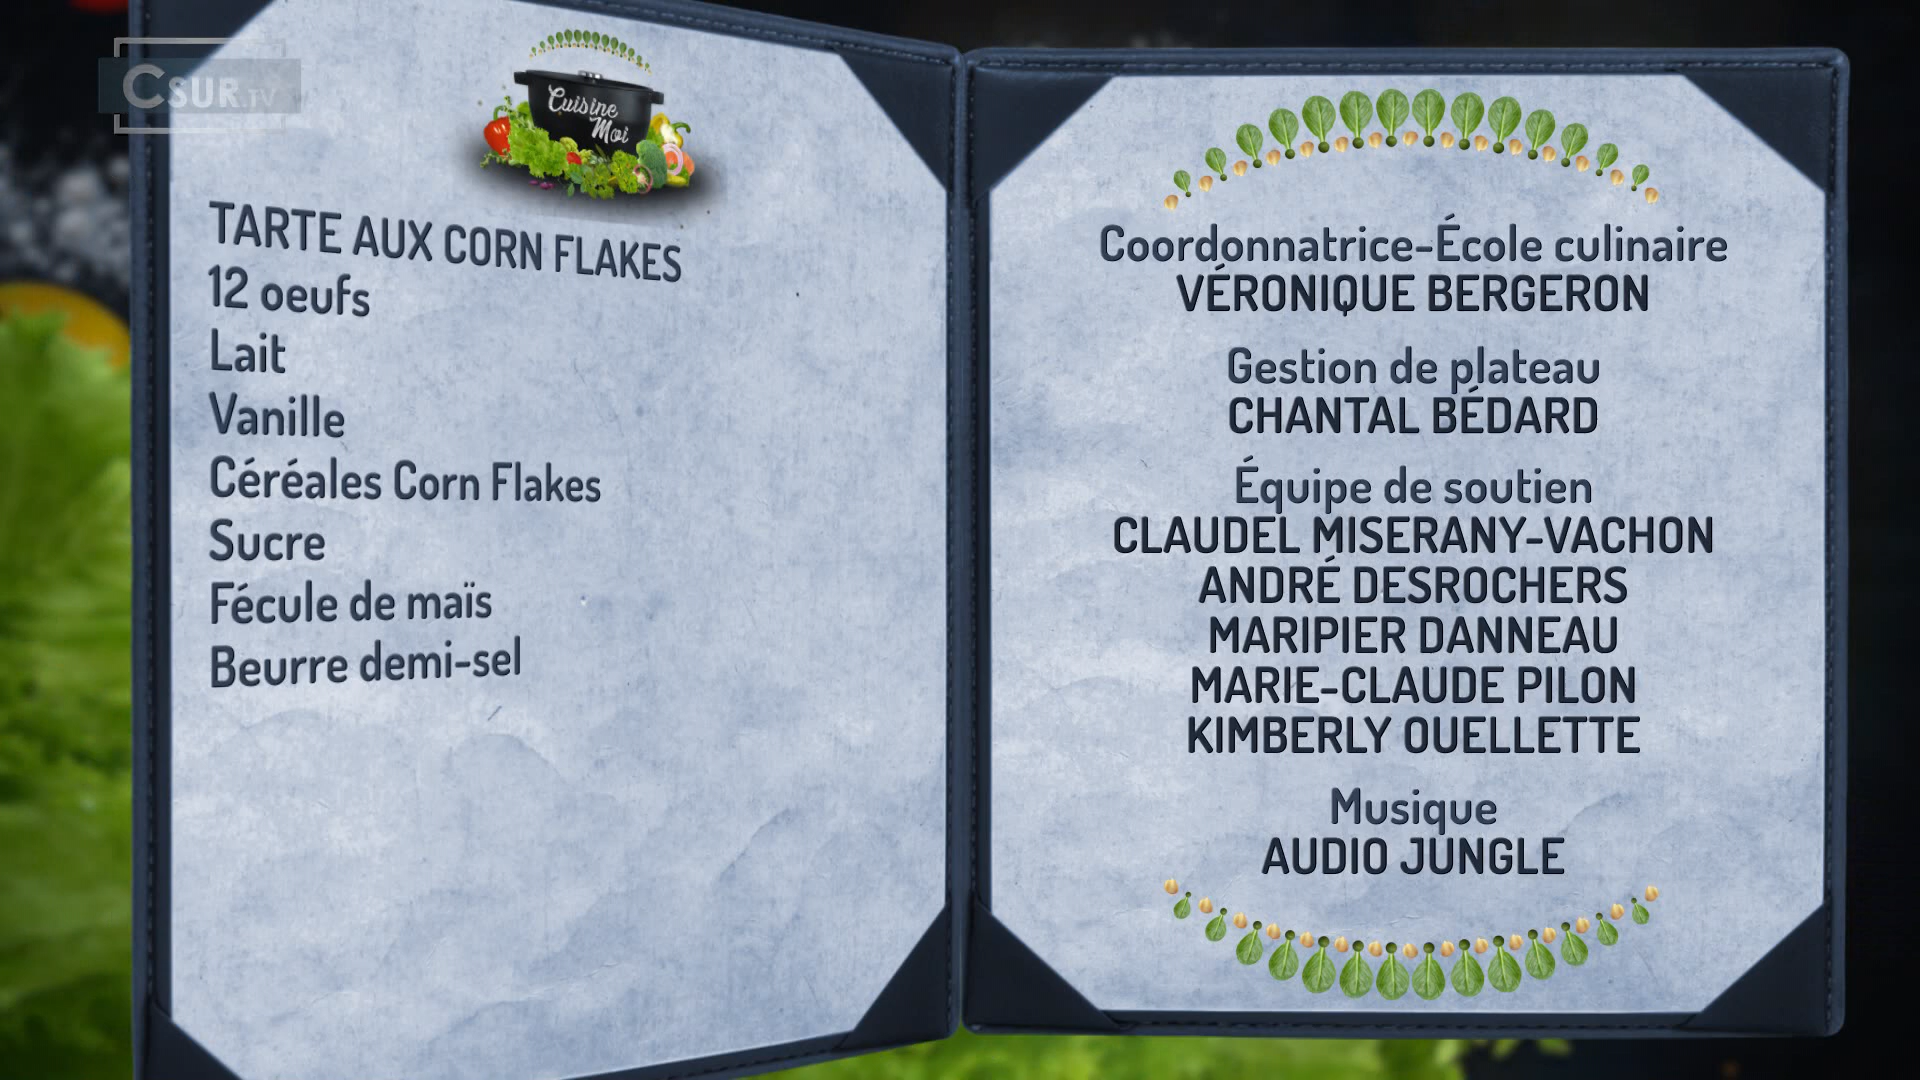 CSUR.TV
Cuisine
Moi
TARTE AUX CORN FLAKES
12 oeufs
Lait
Vanille
Céréales Corn Flakes
Sucre
Fécule de maïs
Beurre demi-sel
Coordonnatrice-École culinaire
VÉRONIQUE BERGERON
Gestion de plateau
CHANTAL BÉDARD
Équipe de soutien
CLAUDEL MISERANY-VACHON
ANDRÉ DESROCHERS
MARIPIER DANNEAU
MARIE-CLAUDE PILON
KIMBERLY OUELLETTE
Musique
AUDIO JUNGLE